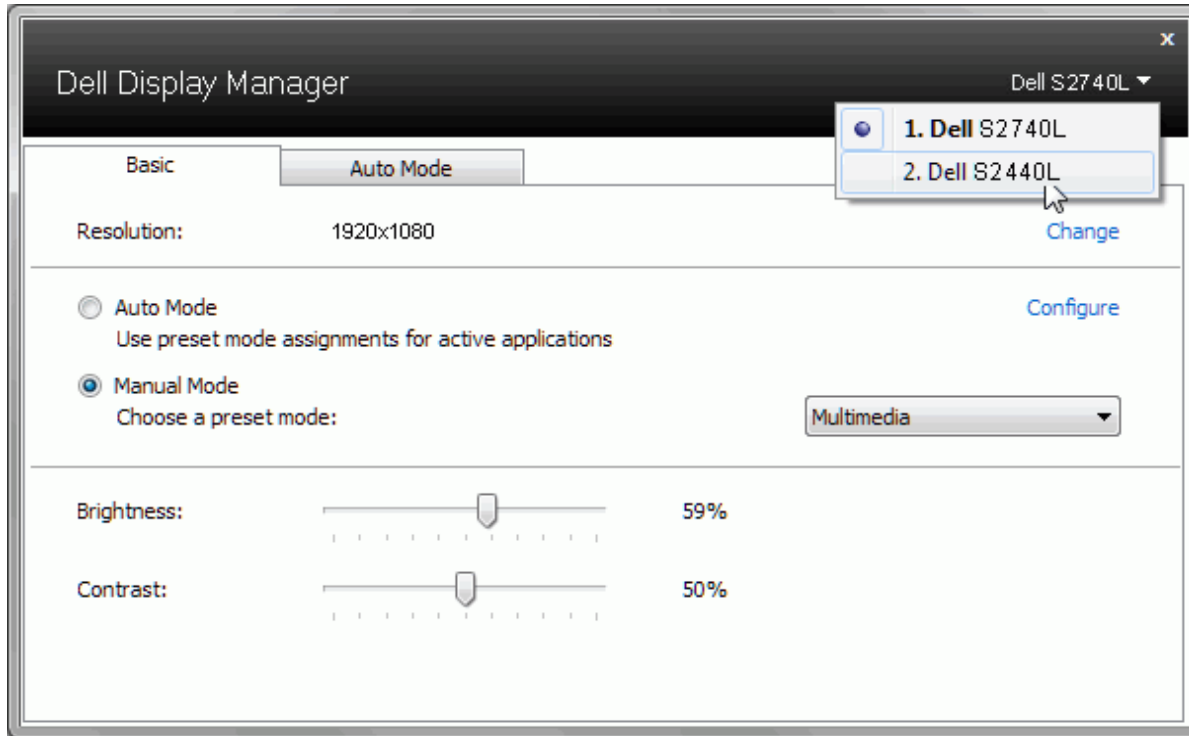 x
Dell Display Manager
Dell S2740L
1. Dell S2740L
2. Dell S2440L
Basic
Auto Mode
Resolution: 1920x1080 Change
Auto Mode Configure
Use preset mode assignments for active applications
Manual Mode
Choose a preset mode: Multimedia
Brightness: 59%
Contrast: 50%